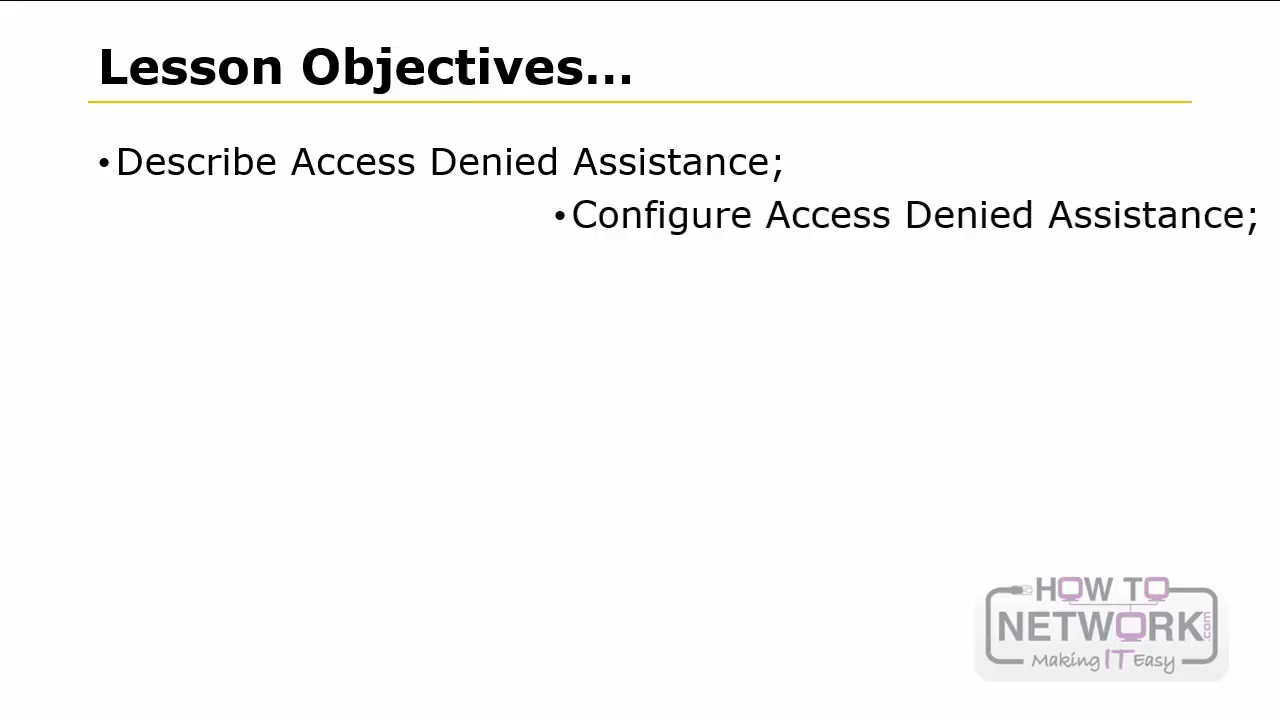 Lesson Objectives...
•Describe Access Denied Assistance;
•Configure Access Denied Assistance;
HOW TO
NETWORK.com
Making IT Easy